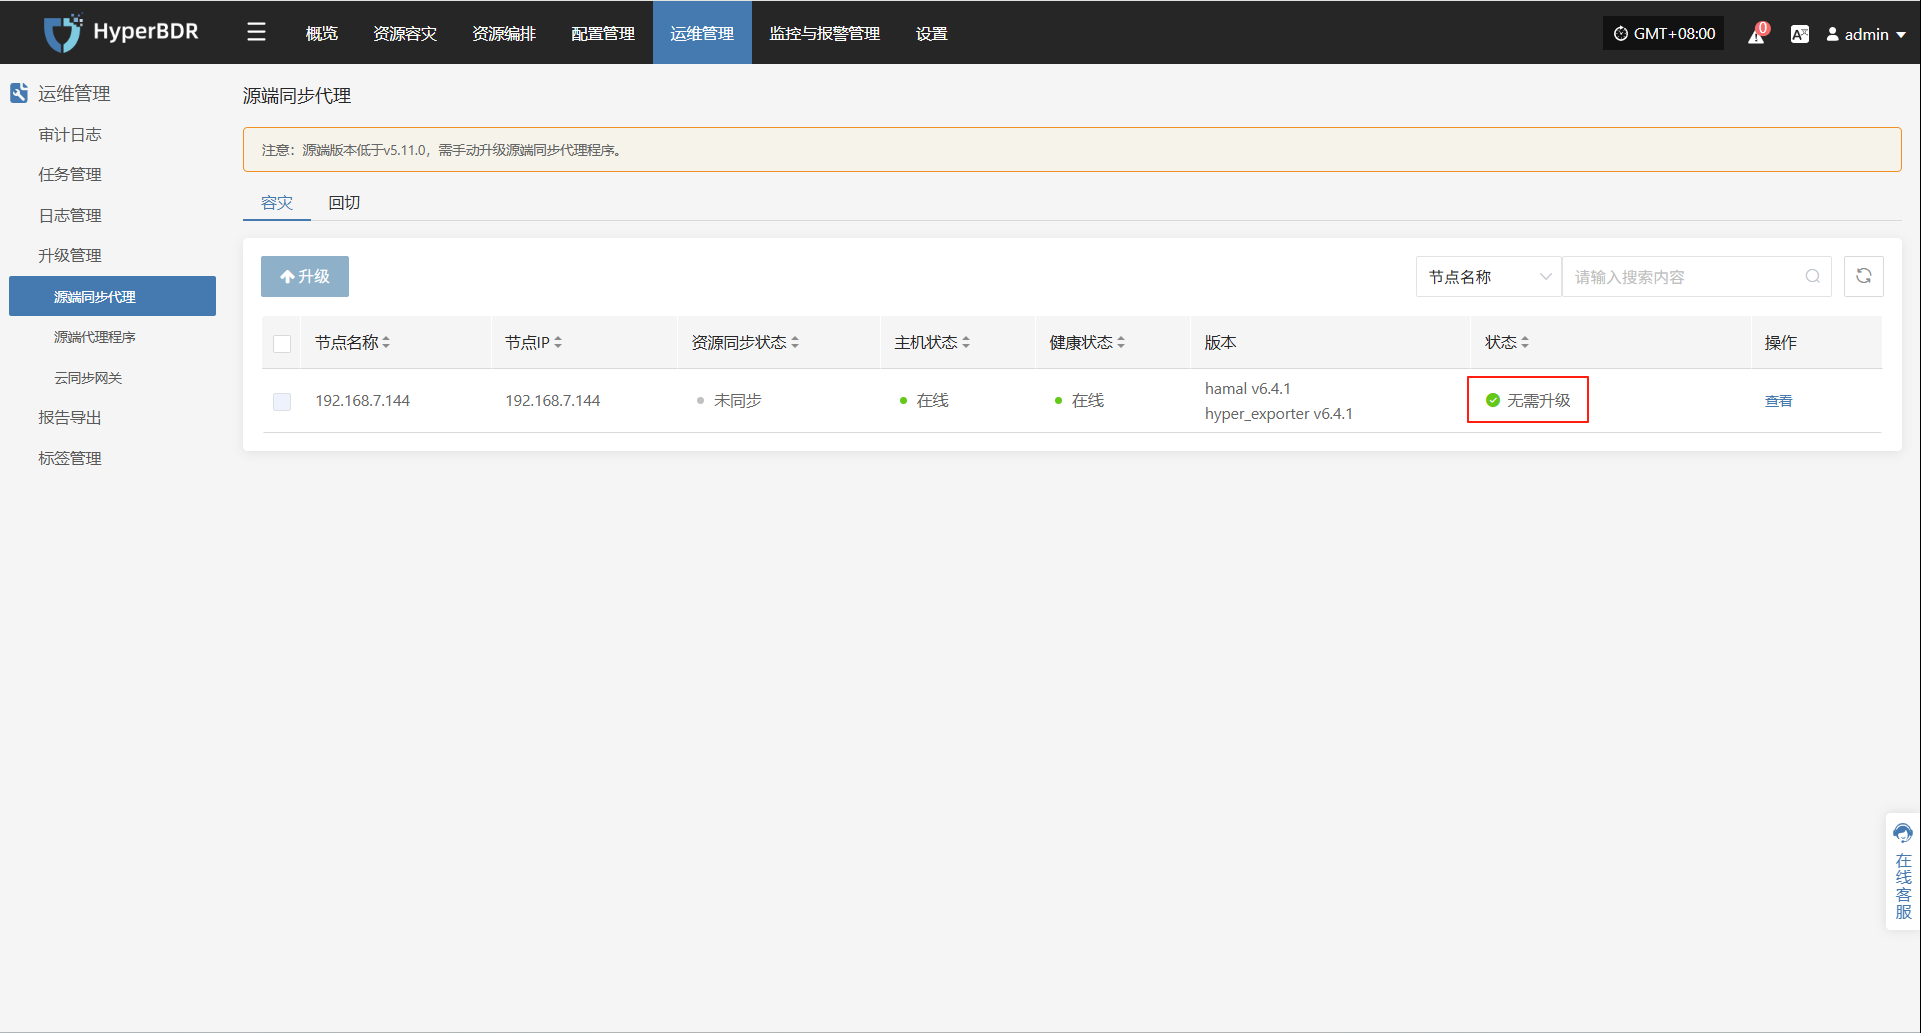 HyperBDR 概览 资源容灾 资源编排 配置管理 运维管理 监控与报警管理 设置 GMT+08:00 0 admin
运维管理
审计日志
任务管理
日志管理
升级管理
源端同步代理
源端代理程序
云同步网关
报告导出
标签管理
源端同步代理
注意：源端版本低于v5.11.0，需手动升级源端同步代理程序。
容灾 回切
升级 节点名称 请输入搜索内容
节点名称 节点IP 资源同步状态 主机状态 健康状态 版本 状态 操作
192.168.7.144 192.168.7.144 未同步 在线 在线 hamal v6.4.1 无需升级 查看
hyper_exporter v6.4.1
在线客服